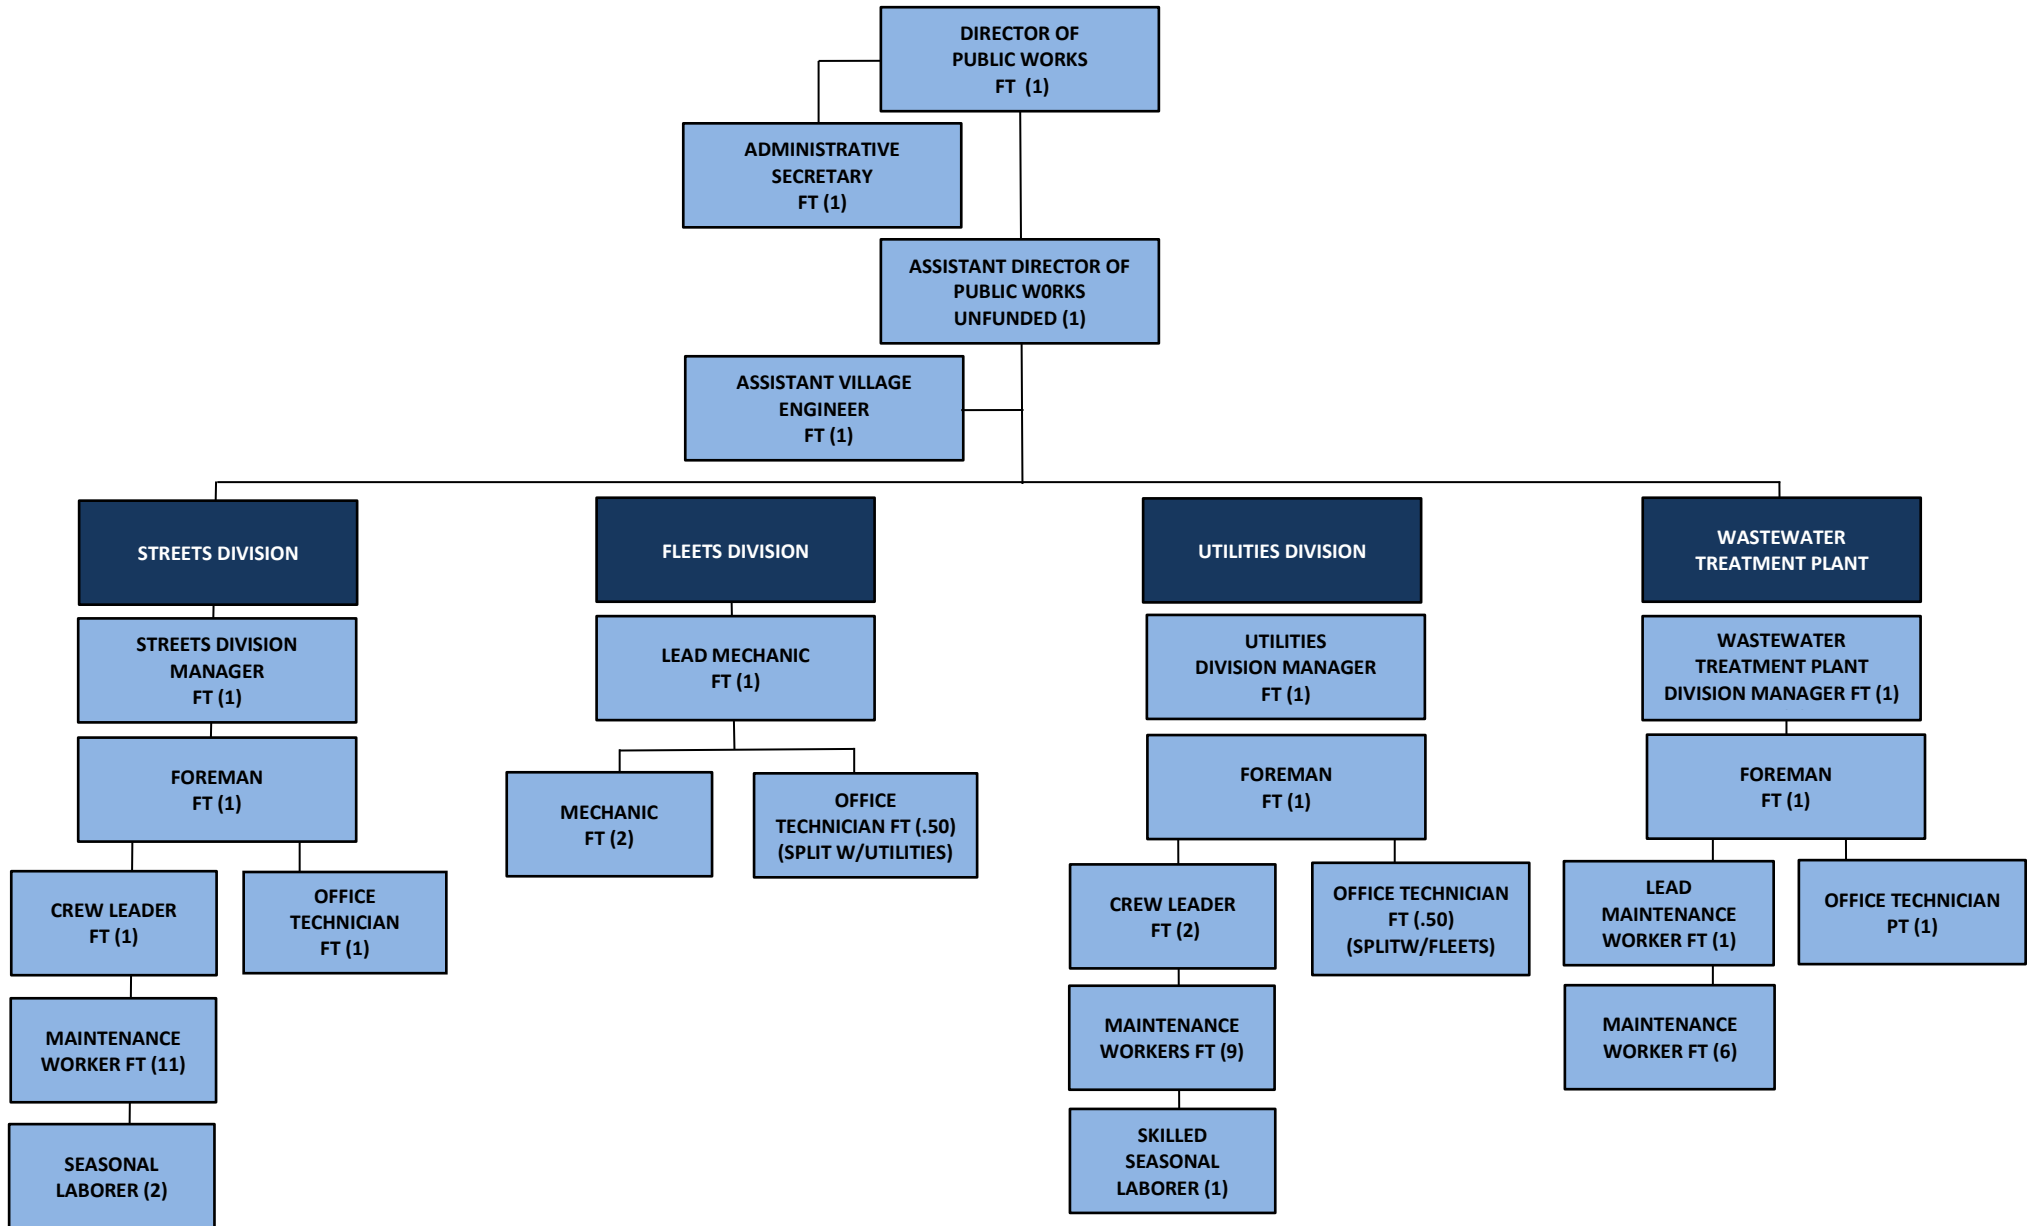 DIRECTOR OF
PUBLIC WORKS
FT (1)
ADMINISTRATIVE
SECRETARY
FT (1)
ASSISTANT DIRECTOR OF
PUBLIC W0RKS
UNFUNDED (1)
ASSISTANT VILLAGE
ENGINEER
FT (1)
STREETS DIVISION
FLEETS DIVISION
UTILITIES DIVISION
WASTEWATER
TREATMENT PLANT
STREETS DIVISION
MANAGER
FT (1)
LEAD MECHANIC
FT (1)
UTILITIES
DIVISION MANAGER
FT (1)
WASTEWATER
TREATMENT PLANT
DIVISION MANAGER FT (1)
FOREMAN
FT (1)
MECHANIC
FT (2)
OFFICE
TECHNICIAN FT (.50)
(SPLIT W/UTILITIES)
FOREMAN
FT (1)
FOREMAN
FT (1)
CREW LEADER
FT (1)
OFFICE
TECHNICIAN
FT (1)
CREW LEADER
FT (2)
OFFICE TECHNICIAN
FT (.50)
(SPLITW/FLEETS)
LEAD
MAINTENANCE
WORKER FT (1)
OFFICE TECHNICIAN
PT (1)
MAINTENANCE
WORKER FT (11)
MAINTENANCE
WORKERS FT (9)
MAINTENANCE
WORKER FT (6)
SEASONAL
LABORER (2)
SKILLED
SEASONAL
LABORER (1)